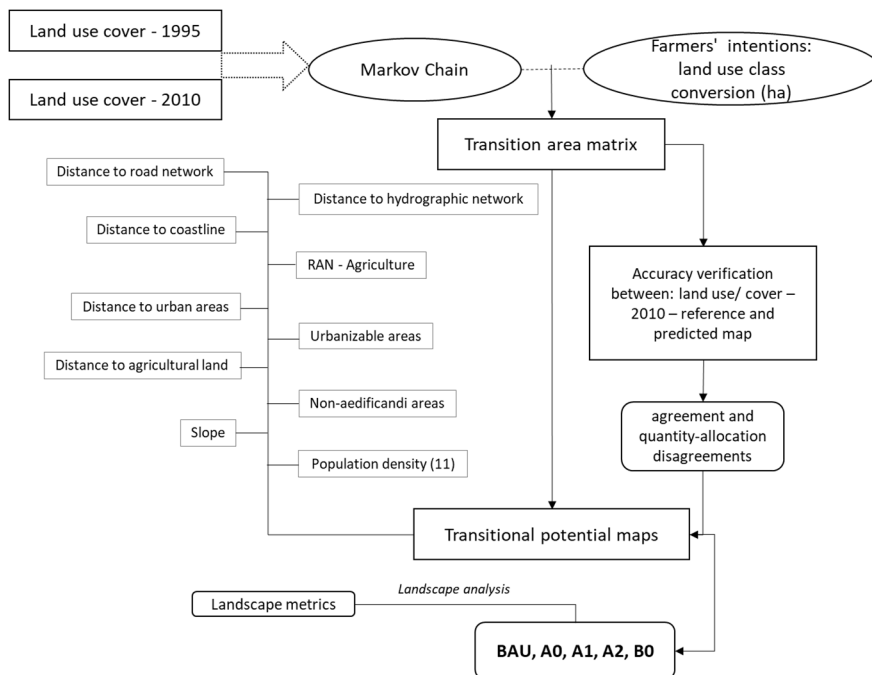 Land use cover - 1995
Land use cover - 2010
Markov Chain
Farmers' intentions:
land use class
conversion (ha)
Transition area matrix
Distance to road network
Distance to hydrographic network
Distance to coastline
RAN - Agriculture
Distance to urban areas
Urbanizable areas
Distance to agricultural land
Non-aedificandi areas
Slope
Population density (11)
Accuracy verification
between: land use/ cover –
2010 – reference and
predicted map
agreement and
quantity-allocation
disagreements
Transitional potential maps
Landscape analysis
Landscape metrics
BAU, A0, A1, A2, B0